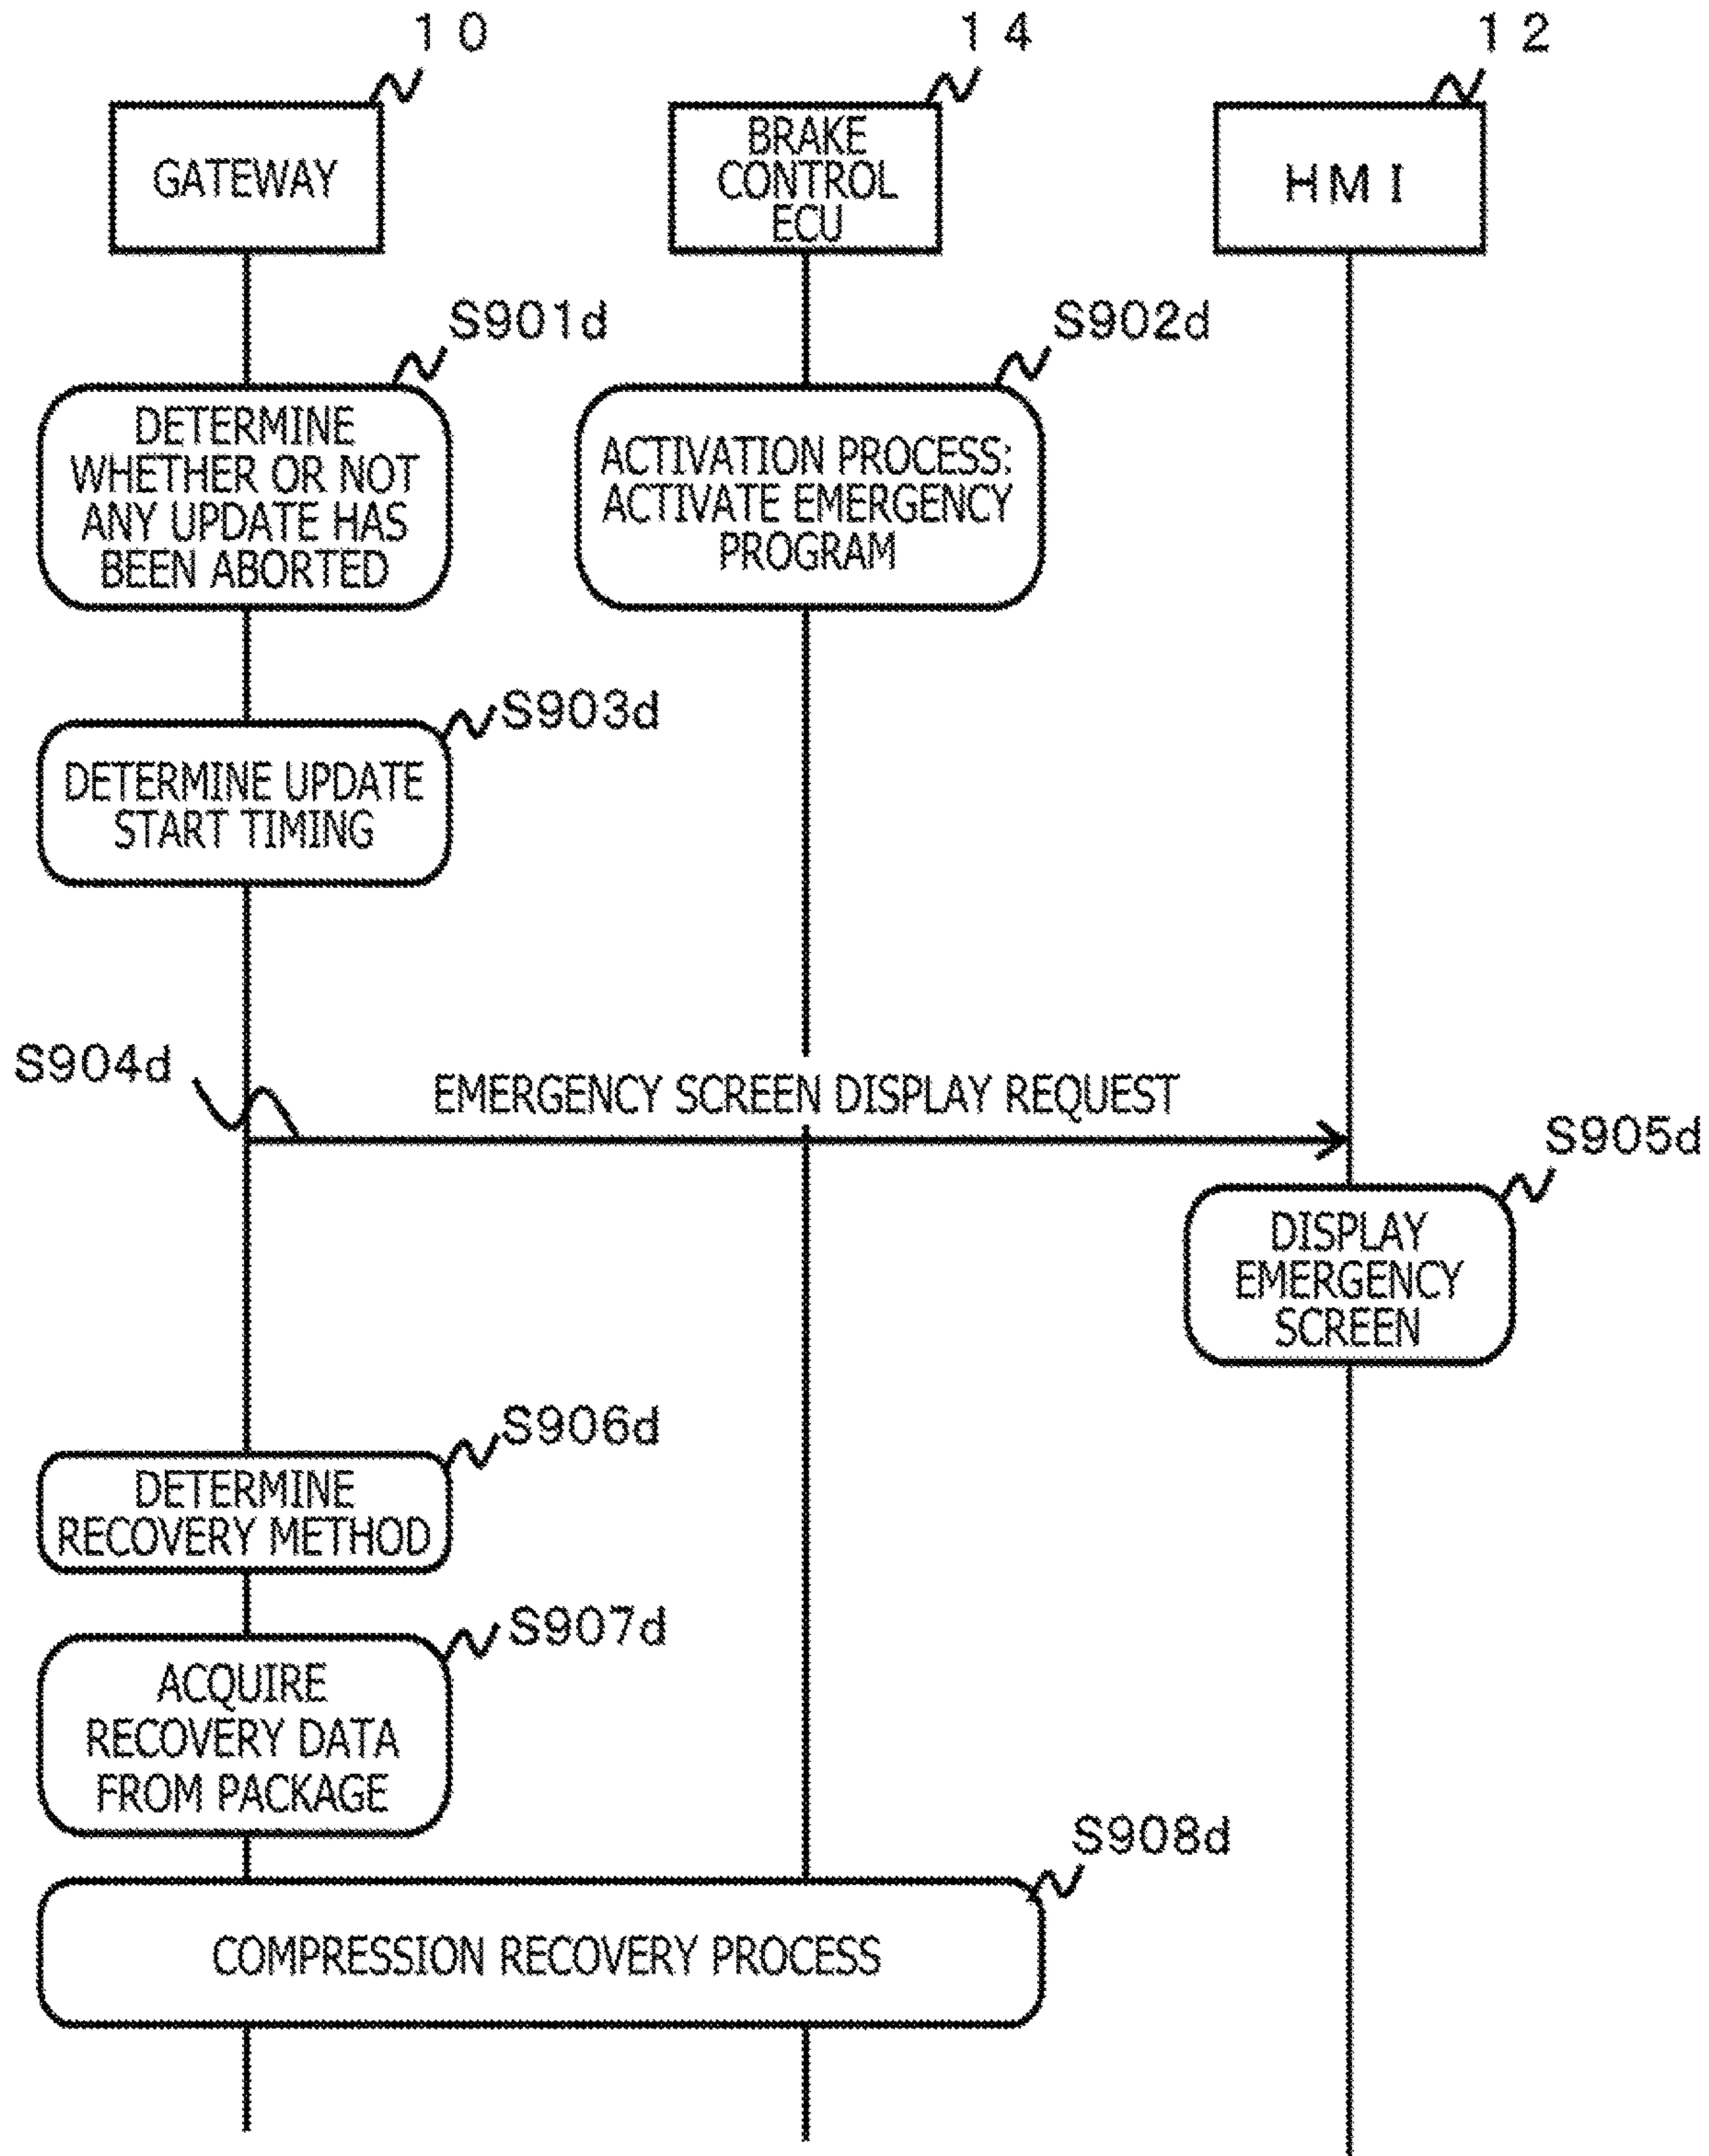 10
14
12
GATEWAY
BRAKE
CONTROL
ECU
HMI
S901d
S902d
DETERMINE
WHETHER OR NOT
ANY UPDATE HAS
BEEN ABORTED
ACTIVATION PROCESS:
ACTIVATE EMERGENCY
PROGRAM
S903d
DETERMINE UPDATE
START TIMING
S904d
EMERGENCY SCREEN DISPLAY REQUEST
S905d
DISPLAY
EMERGENCY
SCREEN
S906d
DETERMINE
RECOVERY METHOD
S907d
ACQUIRE
RECOVERY DATA
FROM PACKAGE
S908d
COMPRESSION RECOVERY PROCESS